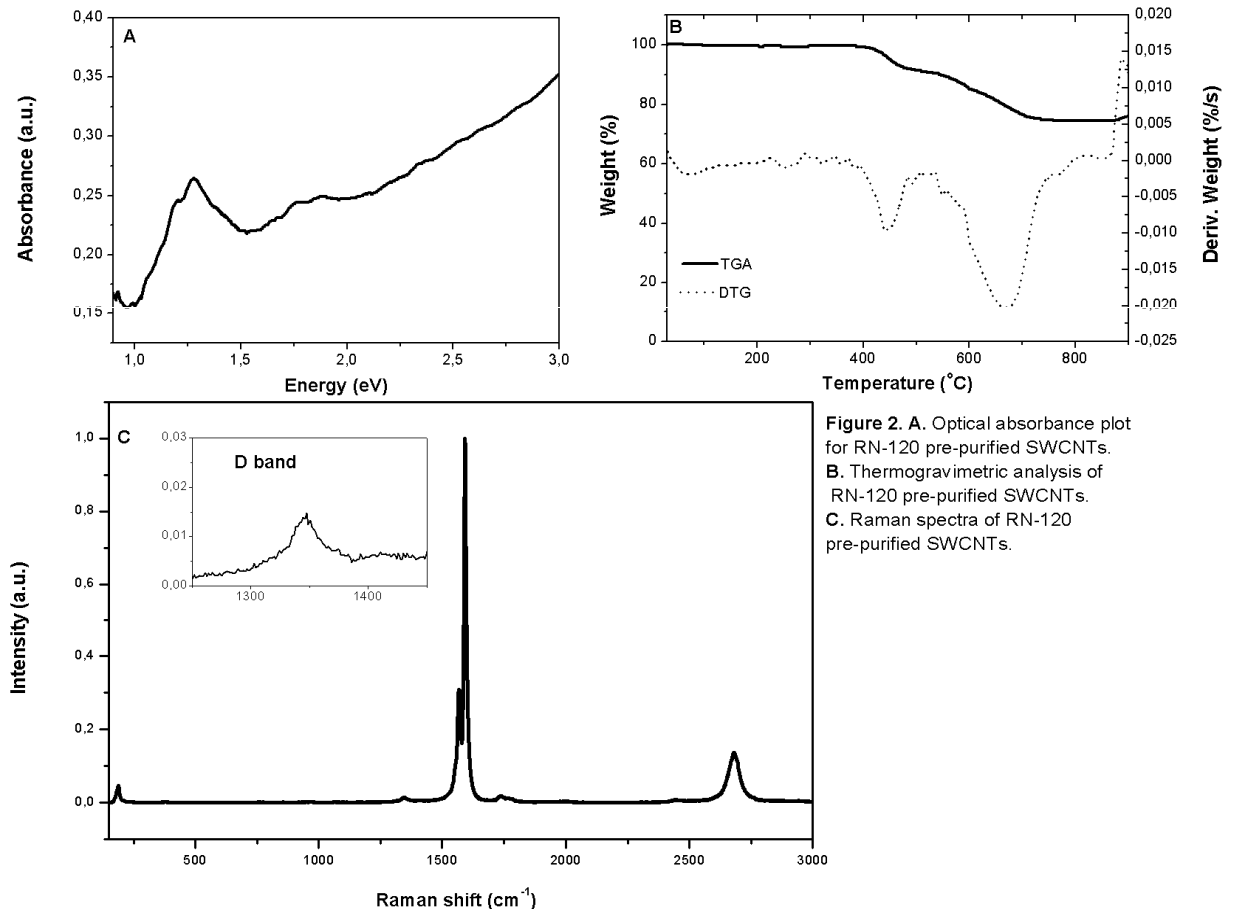 A
0,40
0,35
0,30
0,25
0,20
0,15
Absorbance (a.u.)
1,0 1,5 2,0 2,5 3,0
Energy (eV)
B
100
80
60
40
20
0
Weight (%)
TGA
DTG
0,020
0,015
0,010
0,005
0,000
-0,005
-0,010
-0,015
-0,020
-0,025
Deriv. Weight (%/s)
200 400 600 800
Temperature (°C)
C
1,0
0,8
0,6
0,4
0,2
0,0
Intensity (a.u.)
D band
0,03
0,02
0,01
0,00
1300 1400
500 1000 1500 2000 2500 3000
Raman shift (cm⁻¹)
Figure 2. A. Optical absorbance plot
for RN-120 pre-purified SWCNTs.
B. Thermogravimetric analysis of
RN-120 pre-purified SWCNTs.
C. Raman spectra of RN-120
pre-purified SWCNTs.